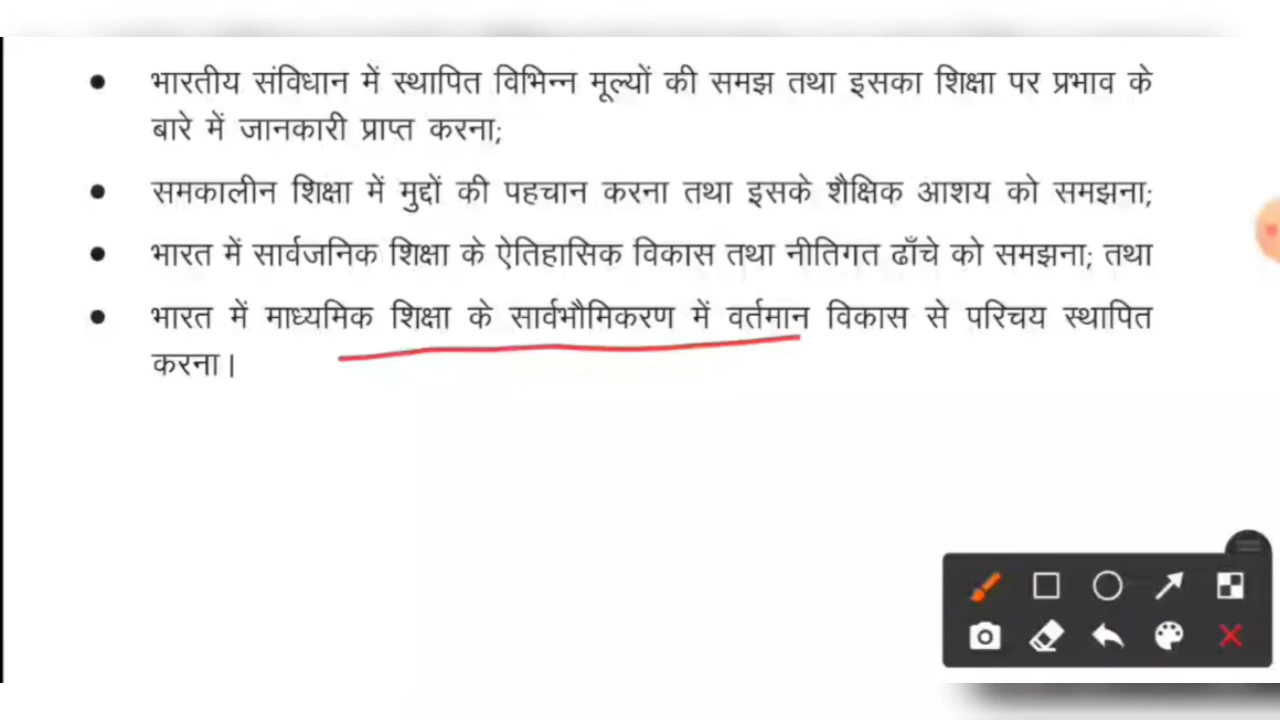 भारतीय संविधान में स्थापित विभिन्न मूल्यों की समझ तथा इसका शिक्षा पर प्रभाव के
बारे में जानकारी प्राप्त करना;
समकालीन शिक्षा में मुद्दों की पहचान करना तथा इसके शैक्षिक आशय को समझना;
भारत में सार्वजनिक शिक्षा के ऐतिहासिक विकास तथा नीतिगत ढाँचे को समझना; तथा
भारत में माध्यमिक शिक्षा के सार्वभौमिकरण में वर्तमान विकास से परिचय स्थापित
करना।